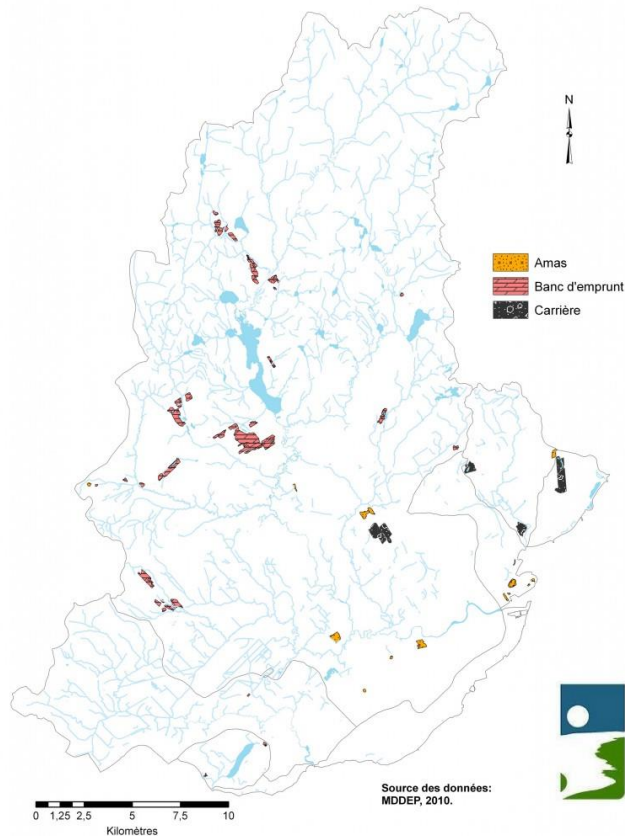 N
Amas
Banc d'emprunt
Carrière
Source des données:
MDDEP, 2010.
0 1,25 2,5 5 7,5 10
Kilomètres